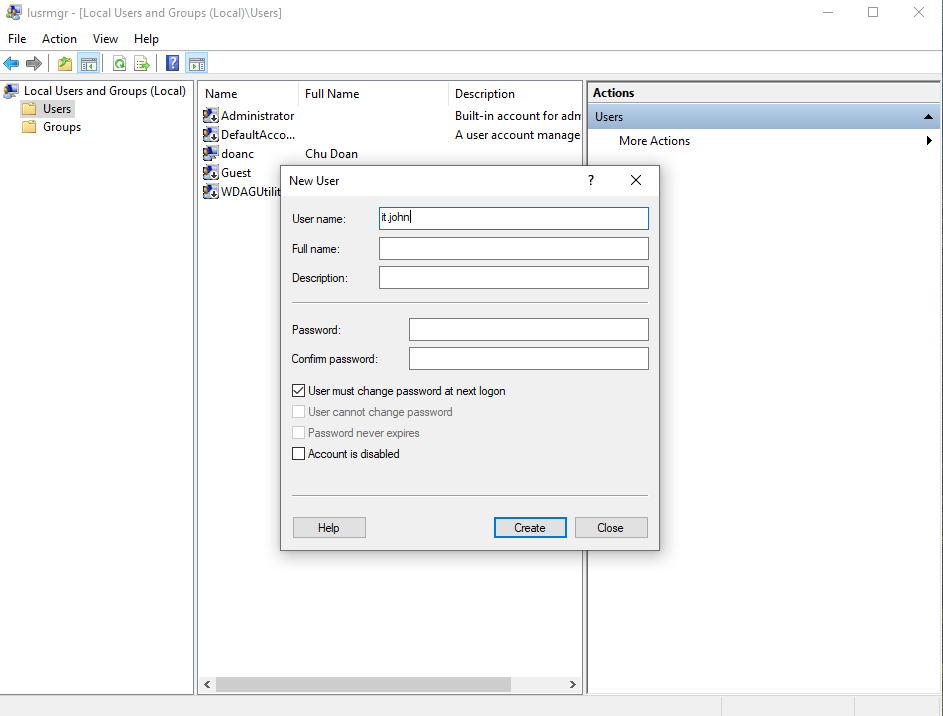 lusrmgr - [Local Users and Groups (Local)\Users]
File Action View Help
Local Users and Groups (Local)
Users
Groups
Name Full Name Description
Administrator Built-in account for adm
DefaultAcco... A user account manage
doanc Chu Doan
Guest
WDAGUtilit
Actions
Users
More Actions
New User
?
User name: it.john
Full name:
Description:
Password:
Confirm password:
User must change password at next logon
User cannot change password
Password never expires
Account is disabled
Help Create Close